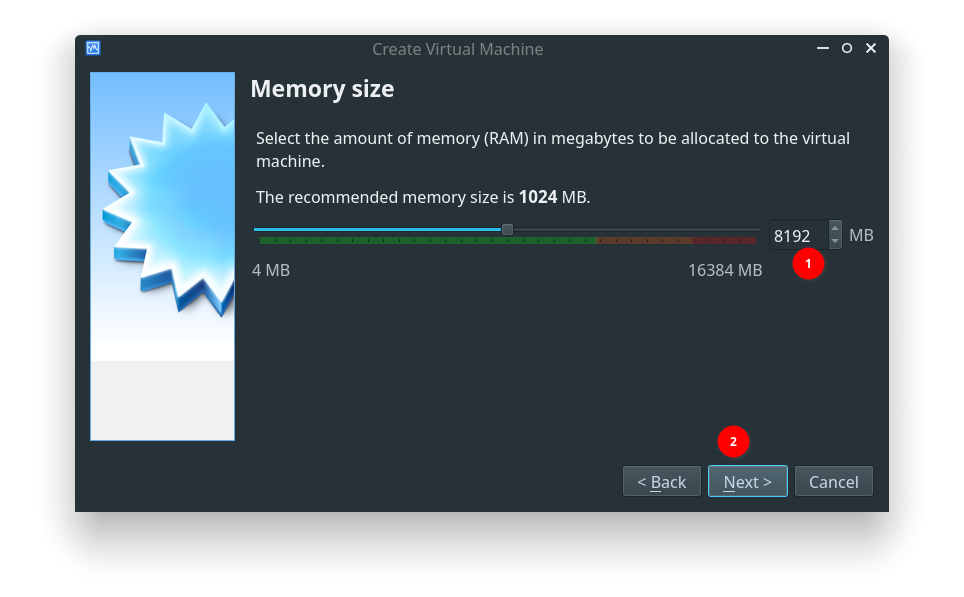 Create Virtual Machine
Memory size
Select the amount of memory (RAM) in megabytes to be allocated to the virtual
machine.
The recommended memory size is 1024 MB.
8192 MB
1
4 MB 16384 MB
2
< Back Next > Cancel